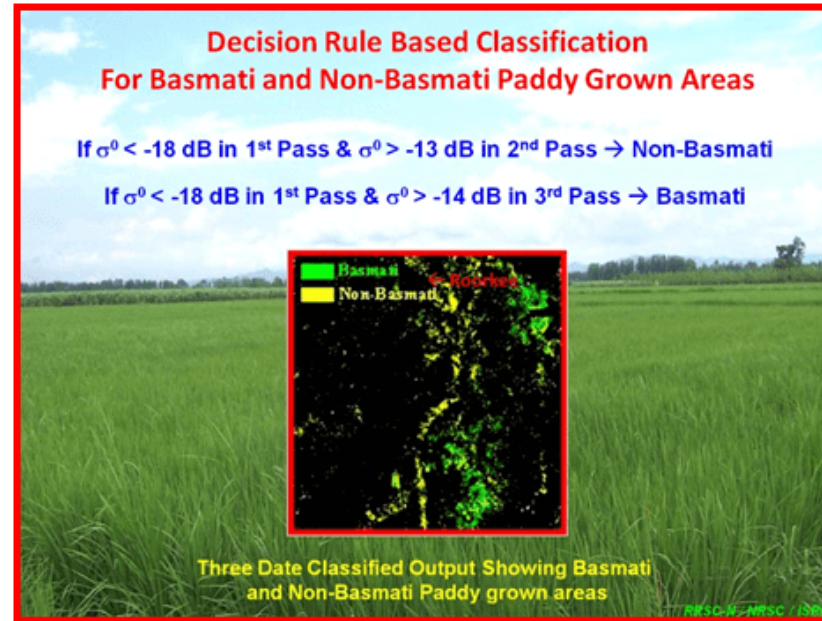 Decision Rule Based Classification
For Basmati and Non-Basmati Paddy Grown Areas
If σ⁰ < -18 dB in 1st Pass & σ⁰ > -13 dB in 2nd Pass → Non-Basmati
If σ⁰ < -18 dB in 1st Pass & σ⁰ > -14 dB in 3rd Pass → Basmati
Basmati
← Roorkee
Non-Basmati
Three Date Classified Output Showing Basmati
and Non-Basmati Paddy grown areas
RRSC-N / NRSC / ISR